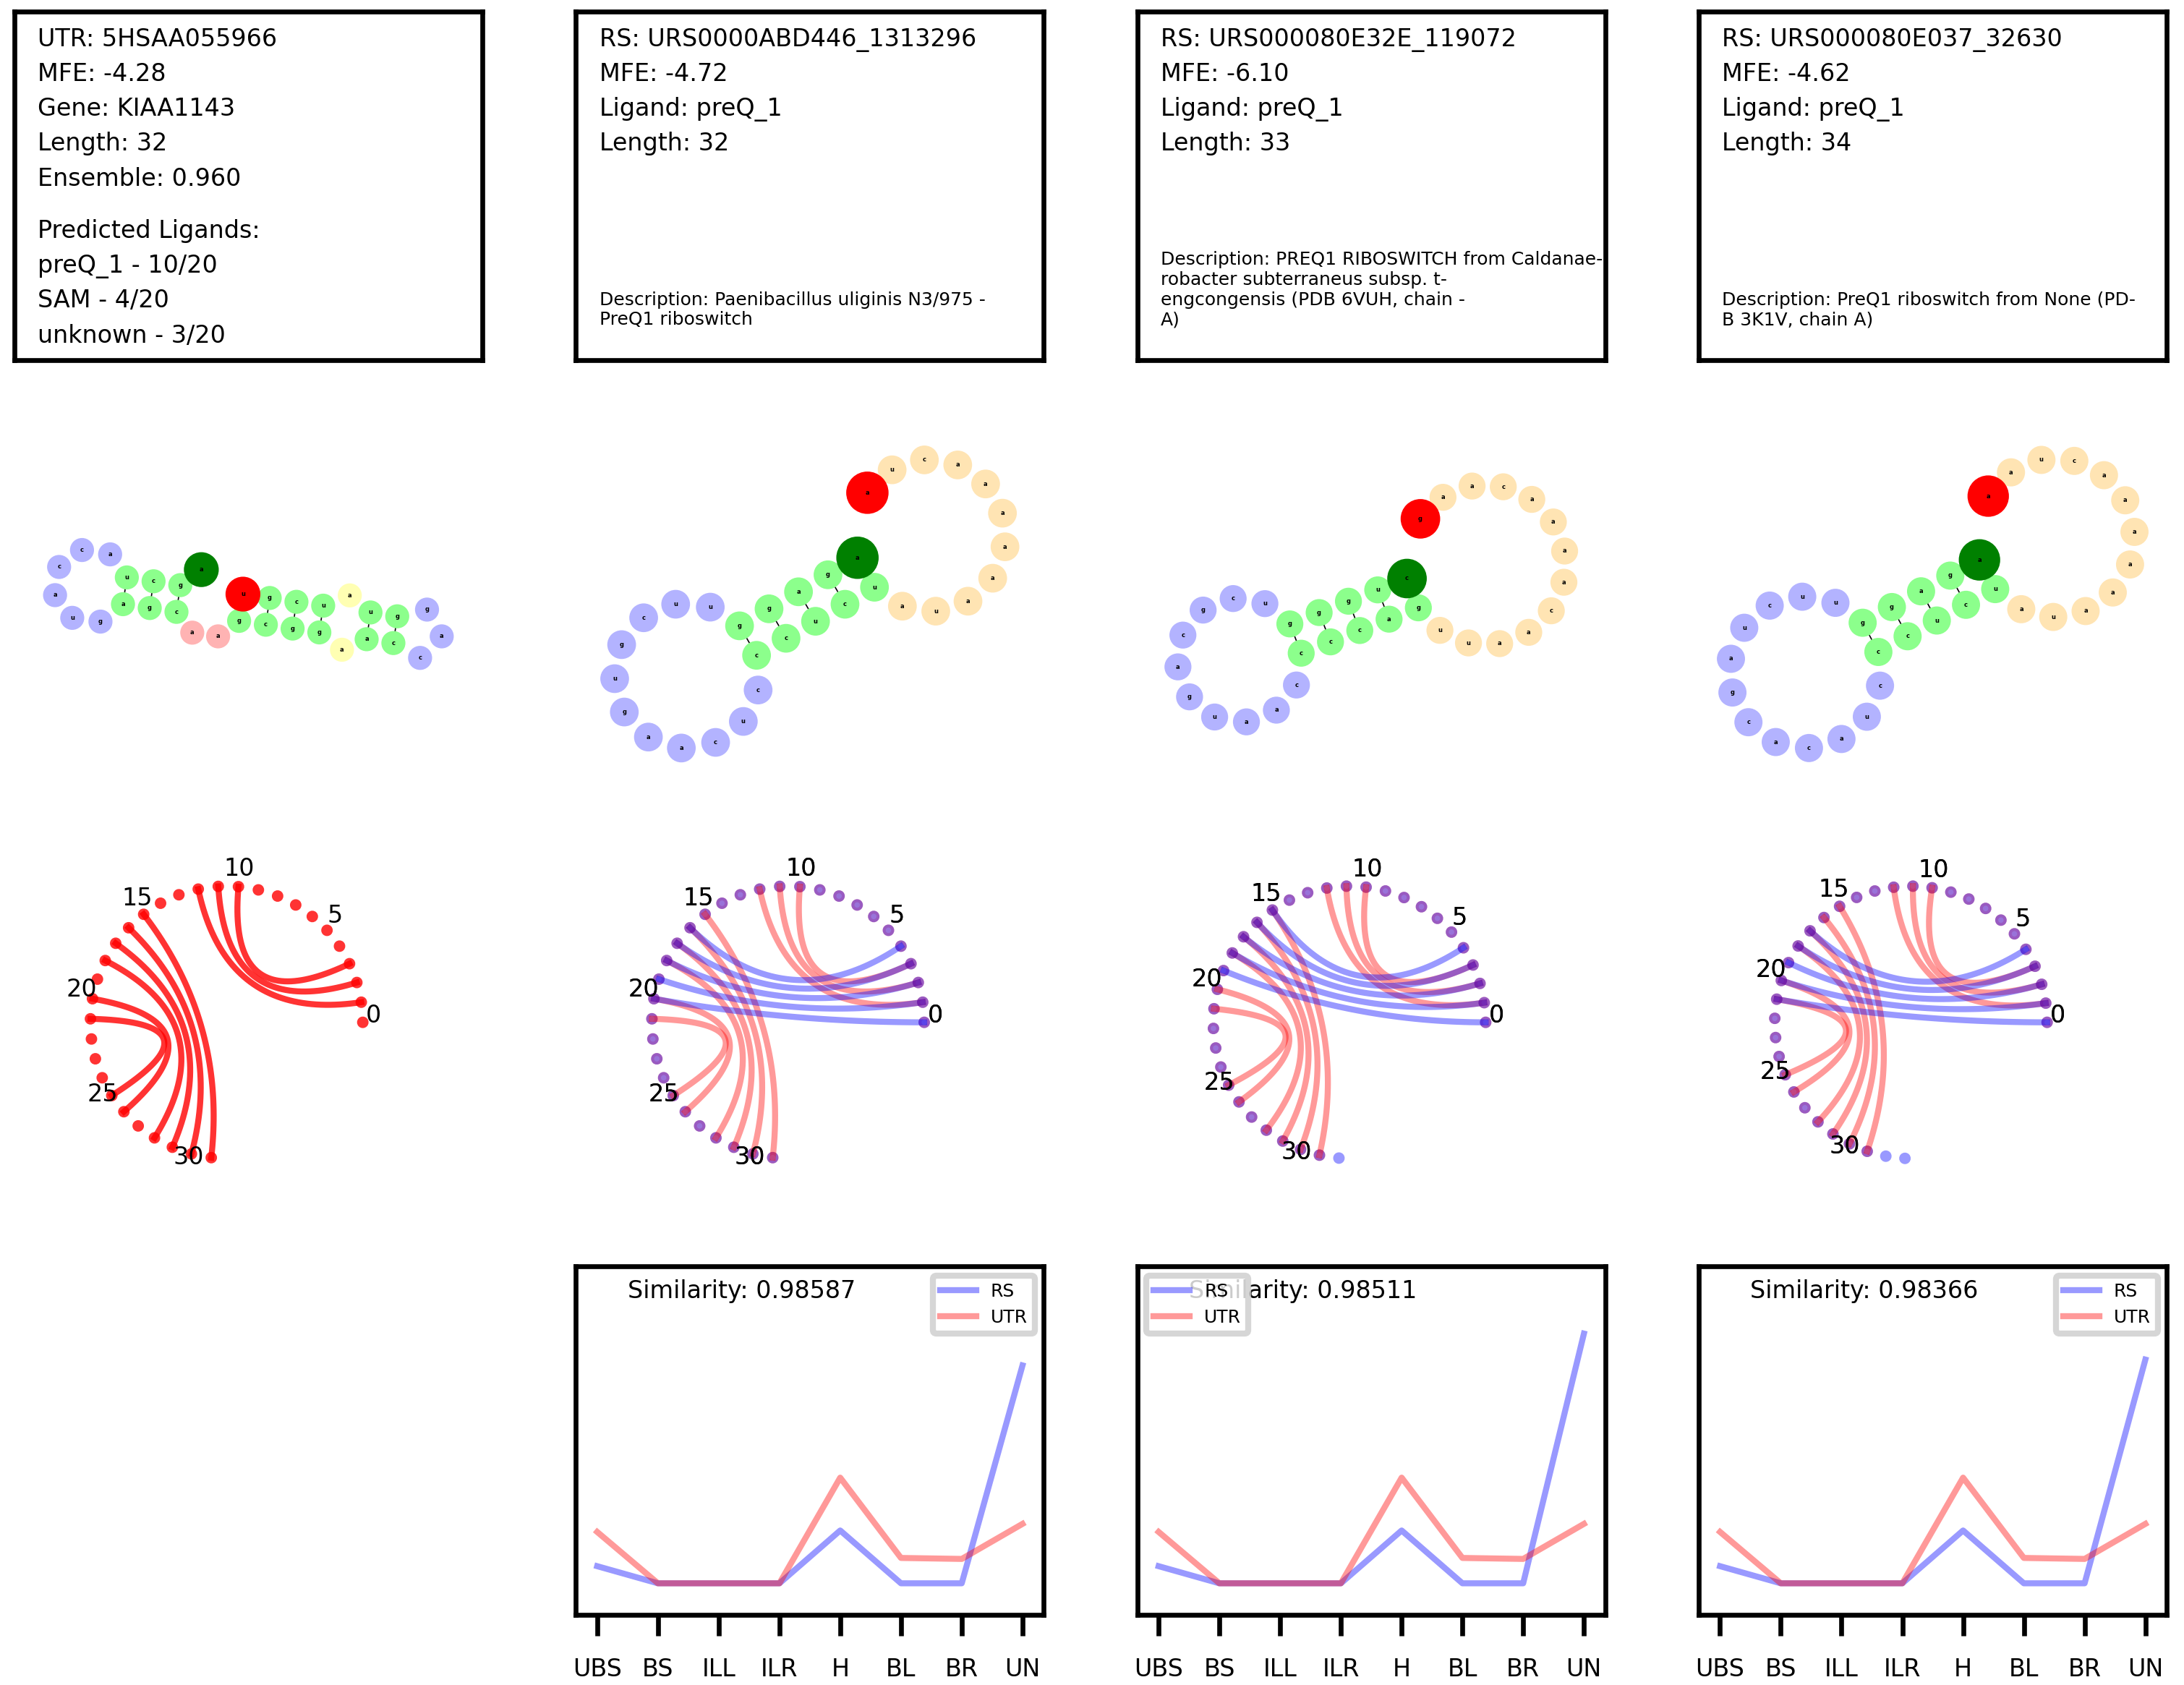 UTR: 5HSAA055966
MFE: -4.28
Gene: KIAA1143
Length: 32
Ensemble: 0.960
Predicted Ligands:
preQ_1 - 10/20
SAM - 4/20
unknown - 3/20
RS: URS0000ABD446_1313296
MFE: -4.72
Ligand: preQ_1
Length: 32
Description: Paenibacillus uliginis N3/975 -
PreQ1 riboswitch
RS: URS000080E32E_119072
MFE: -6.10
Ligand: preQ_1
Length: 33
Description: PREQ1 RIBOSWITCH from Caldanae-
robacter subterraneus subsp. t-
engcongensis (PDB 6VUH, chain -
A)
RS: URS000080E037_32630
MFE: -4.62
Ligand: preQ_1
Length: 34
Description: PreQ1 riboswitch from None (PD-
B 3K1V, chain A)
0
5
10
15
20
25
30
0
5
10
15
20
25
30
0
5
10
15
20
25
30
0
5
10
15
20
25
30
Similarity: 0.98587
RS
UTR
UBS BS ILL ILR H BL BR UN
Similarity: 0.98511
RS
UTR
UBS BS ILL ILR H BL BR UN
Similarity: 0.98366
RS
UTR
UBS BS ILL ILR H BL BR UN